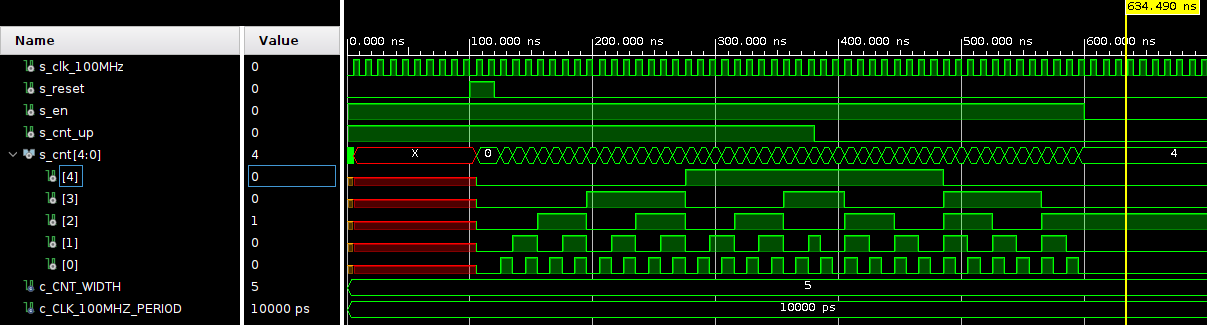 634.490 ns
Name Value 0.000 ns 100.000 ns 200.000 ns 300.000 ns 400.000 ns 500.000 ns 600.000 ns
s_clk_100MHz 0
s_reset 0
s_en 0
s_cnt_up 0
s_cnt[4:0] 4 X 0 4
[4] 0
[3] 0
[2] 1
[1] 0
[0] 0
c_CNT_WIDTH 5 5
c_CLK_100MHZ_PERIOD 10000 ps 10000 ps